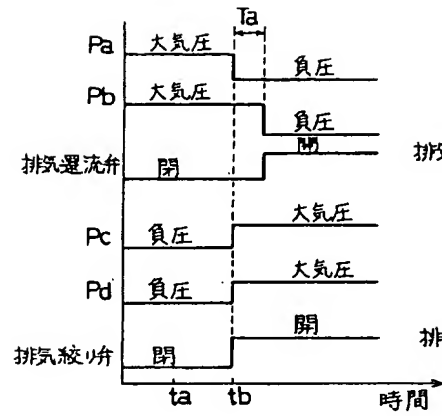 Ta
Pa 大気圧 負圧
Pb 大気圧 負圧
排気還流弁 閉 開
Pc 負圧 大気圧
Pd 負圧 大気圧
排気絞り弁 閉 開
ta tb 時間